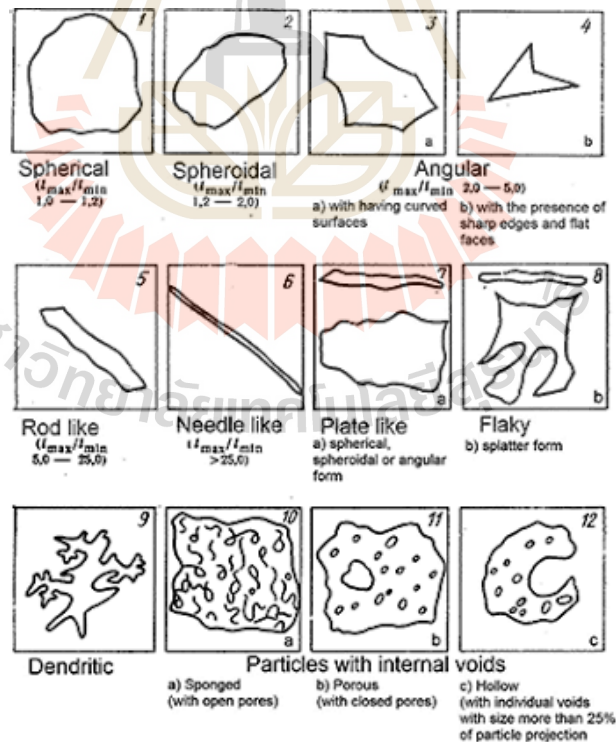 1
2
3
4
a
b
Spherical
Spheroidal
Angular
(lmax/lmin
1,0 — 1,2)
(lmax/lmin
1,2 — 2,0)
(l max/lmin 2,0 — 5,0)
a) with having curved
surfaces
b) with the presence of
sharp edges and flat
faces
5
6
7
8
a
b
Rod like
(lmax/lmin
5,0 — 25,0)
Needle like
(lmax/lmin
>25,0)
Plate like
a) spherical,
spheroidal or angular
form
Flaky
b) splatter form
9
10
11
12
a
b
c
Dendritic
Particles with internal voids
a) Sponged
(with open pores)
b) Porous
(with closed pores)
c) Hollow
(with individual voids
with size more than 25%
of particle projection